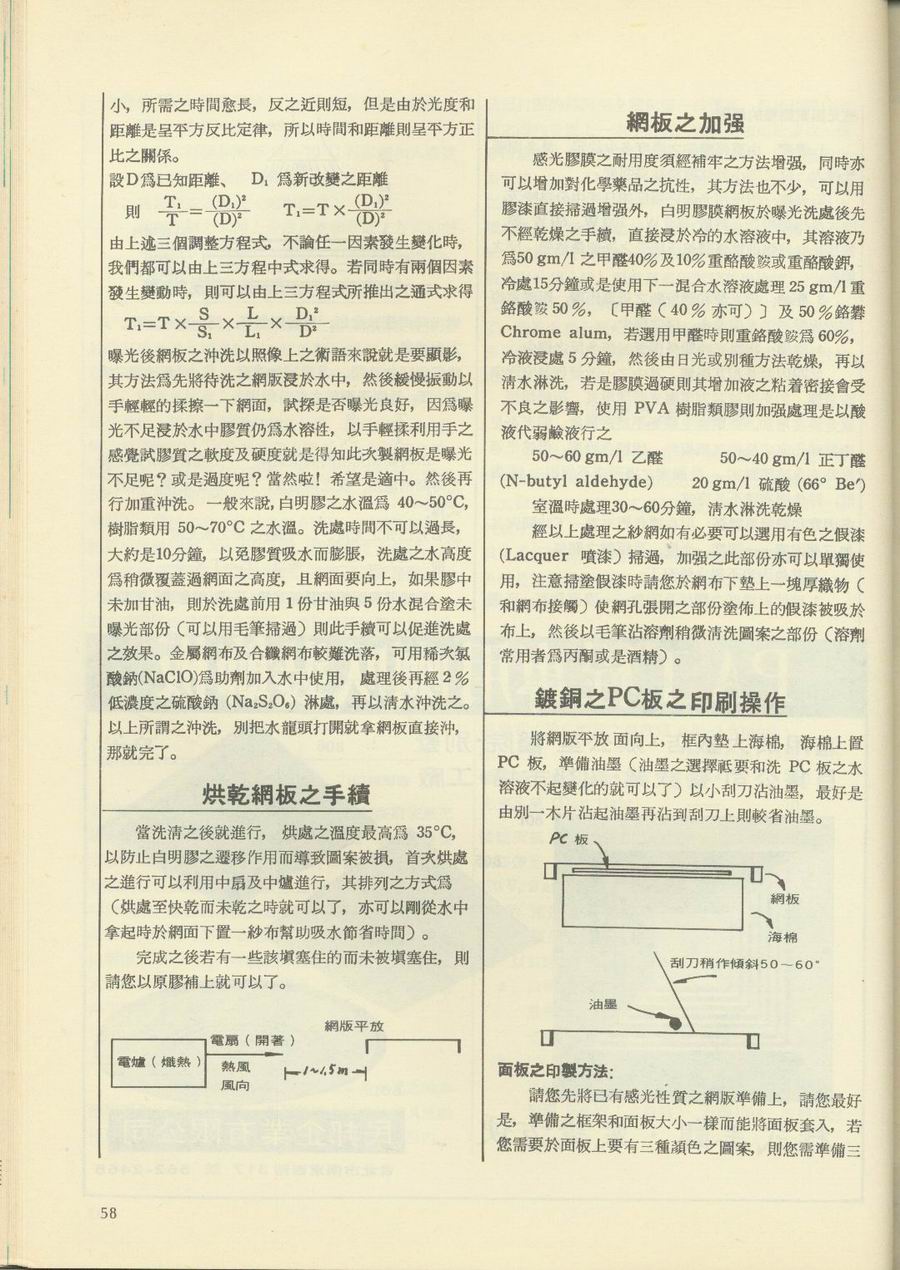 小，所需之時間愈長，反之近則短，但是由於光度和
距離是呈平方反比定律，所以時間和距離則呈平方正
比之關係。
設D爲已知距離、　D₁ 爲新改變之距離
則　T₁/T = (D₁)²/(D)²　　T₁=T×(D₁)²/(D)²
由上述三個調整方程式，不論任一因素發生變化時，
我們都可以由上三方程中式求得。若同時有兩個因素
發生變動時，則可以由上三方程式所推出之通式求得
T₁=T×S/S₁×L/L₁×D₁²/D²
曝光後網板之沖洗以照像上之術語來說就是要顯影，
其方法爲先將待洗之網版浸於水中，然後緩慢振動以
手輕輕的揉擦一下網面，試探是否曝光良好，因爲曝
光不足浸於水中膠質仍爲水溶性，以手輕揉利用手之
感覺試膠質之軟度及硬度就是得知此次製網板是曝光
不足呢？或是過度呢？當然啦！希望是適中。然後再
行加重沖洗。一般來說，白明膠之水溫爲 40～50°C，
樹脂類用 50～70°C 之水溫。洗處時間不可以過長，
大約是10分鐘，以免膠質吸水而膨脹，洗處之水高度
爲稍微覆蓋過網面之高度，且網面要向上，如果膠中
未加甘油，則於洗處前用 1 份甘油與 5 份水混合塗未
曝光部份（可以用毛筆掃過）則此手續可以促進洗處
之效果。金屬網布及合纖網布較難洗落，可用稀次氯
酸鈉(NaClO)爲助劑加入水中使用，處理後再經 2％
低濃度之硫酸鈉 (Na₂S₂O₆) 淋處，再以清水沖洗之。
以上所謂之沖洗，別把水龍頭打開就拿網板直接沖，
那就完了。
烘乾網板之手續
當洗清之後就進行，烘處之溫度最高爲 35°C，
以防止白明膠之遷移作用而導致圖案被損，首次烘處
之進行可以利用中扇及中爐進行，其排列之方式爲
（烘處至快乾而未乾之時就可以了，亦可以剛從水中
拿起時於網面下置一紗布幫助吸水節省時間）。
完成之後若有一些該填塞住的而未被填塞住，則
請您以原膠補上就可以了。
網版平放
電扇（開著）
電爐（熾熱）
熱風
風向
1～1.5m
網板之加强
感光膠膜之耐用度須經補牢之方法增强，同時亦
可以增加對化學藥品之抗性，其方法也不少，可以用
膠漆直接掃過增强外，白明膠膜網板於曝光洗處後先
不經乾燥之手續，直接浸於冷的水溶液中，其溶液乃
爲50 gm/l 之甲醛40％及10％重酪酸銨或重酪酸鉀，
冷處15分鐘或是使用下一混合水溶液處理 25 gm/l 重
鉻酸銨 50％，〔甲醛（40％亦可）〕及 50％鉻礬
Chrome alum，若選用甲醛時則重鉻酸銨爲 60％，
冷液浸處 5 分鐘，然後由日光或別種方法乾燥，再以
清水淋洗，若是膠膜過硬則其增加液之粘着密接會受
不良之影響，使用 PVA 樹脂類膠則加强處理是以酸
液代弱鹼液行之
50～60 gm/l 乙醛　　50～40 gm/l 正丁醛
(N-butyl aldehyde)　　20 gm/l 硫酸 (66° Be′)
室溫時處理30～60分鐘，清水淋洗乾燥
經以上處理之紗網如有必要可以選用有色之假漆
(Lacquer 噴漆）掃過，加强之此部份亦可以單獨使
用，注意掃塗假漆時請您於網布下墊上一塊厚織物（
和網布接觸）使網孔張開之部份塗佈上的假漆被吸於
布上，然後以毛筆沾溶劑稍微清洗圖案之部份（溶劑
常用者爲丙酮或是酒精）。
鍍銅之PC板之印刷操作
將網版平放面向上，框內墊上海棉，海棉上置
PC 板，準備油墨（油墨之選擇祗要和洗 PC 板之水
溶液不起變化的就可以了）以小刮刀沾油墨，最好是
由別一木片沾起油墨再沾到刮刀上則較省油墨。
PC 板
網板
海棉
刮刀稍作傾斜50～60°
油墨
面板之印製方法：
請您先將已有感光性質之網版準備上，請您最好
是，準備之框架和面板大小一樣而能將面板套入，若
您需要於面板上要有三種顏色之圖案，則您需準備三
58